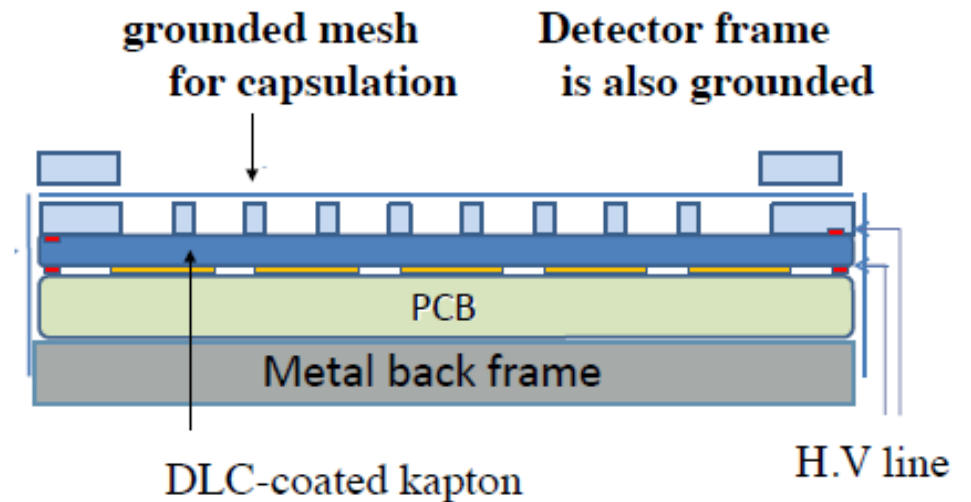 grounded mesh
for capsulation
Detector frame
is also grounded
PCB
Metal back frame
DLC-coated kapton
H.V line